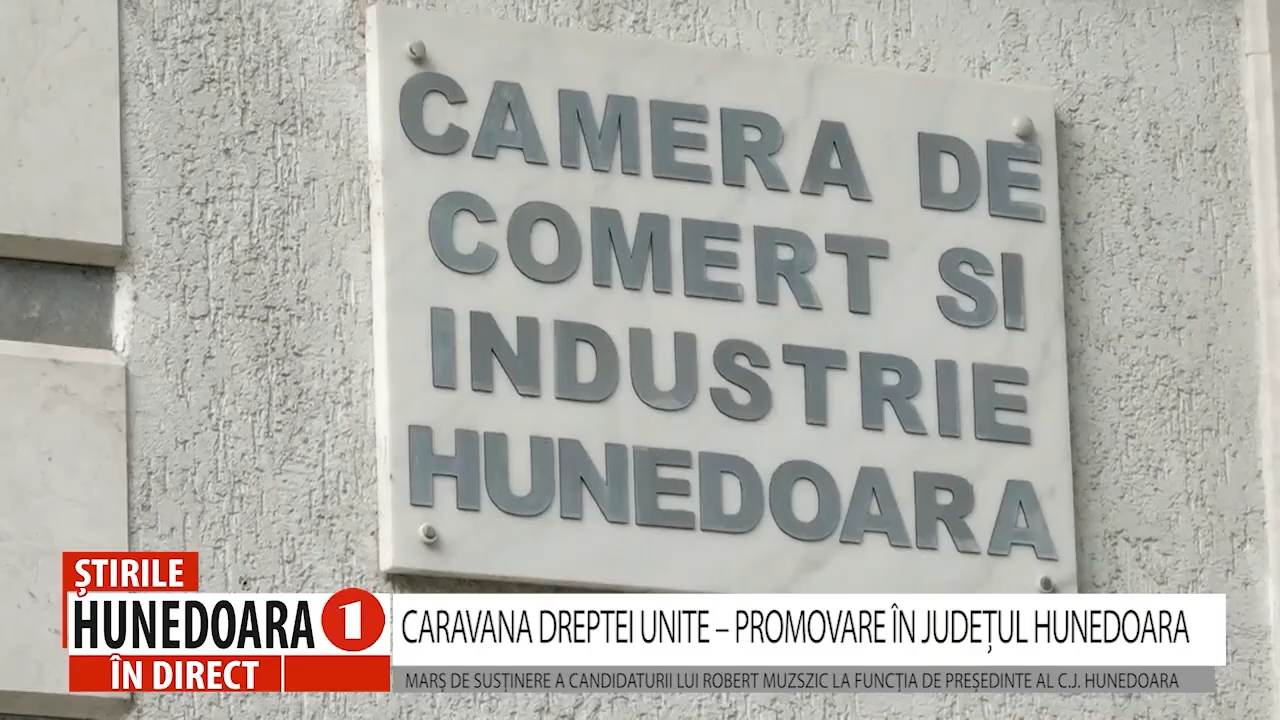 CAMERA DE
COMERT SI
INDUSTRIE
HUNEDOARA
ȘTIRILE
HUNEDOARA 1
ÎN DIRECT
CARAVANA DREPTEI UNITE – PROMOVARE ÎN JUDEȚUL HUNEDOARA
MARȘ DE SUSȚINERE A CANDIDATURII LUI ROBERT MUZSZIC LA FUNCȚIA DE PREȘEDINTE AL C.J. HUNEDOARA